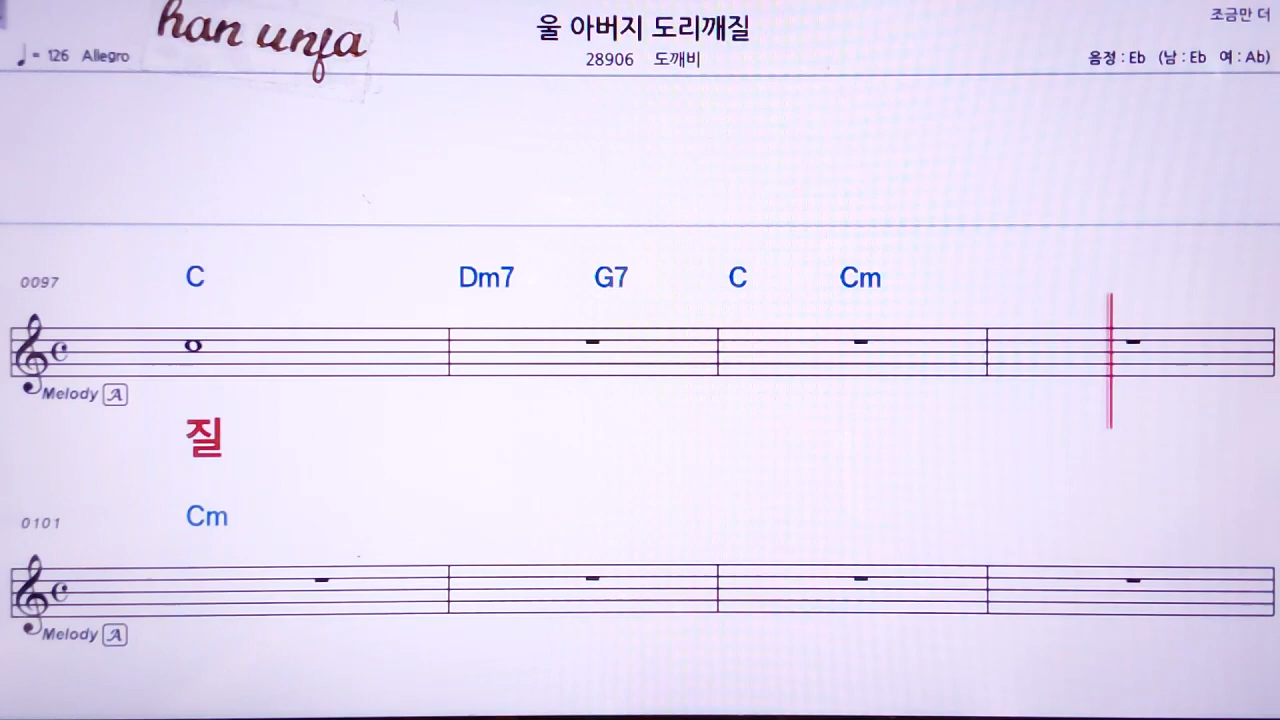 han unja
울 아버지 도리깨질
조금만 더
♩= 126 Allegro
28906 도깨비
음정 : Eb (남 : Eb 여 : Ab)
0097 C Dm7 G7 C Cm
Melody A
질
0101 Cm
Melody A